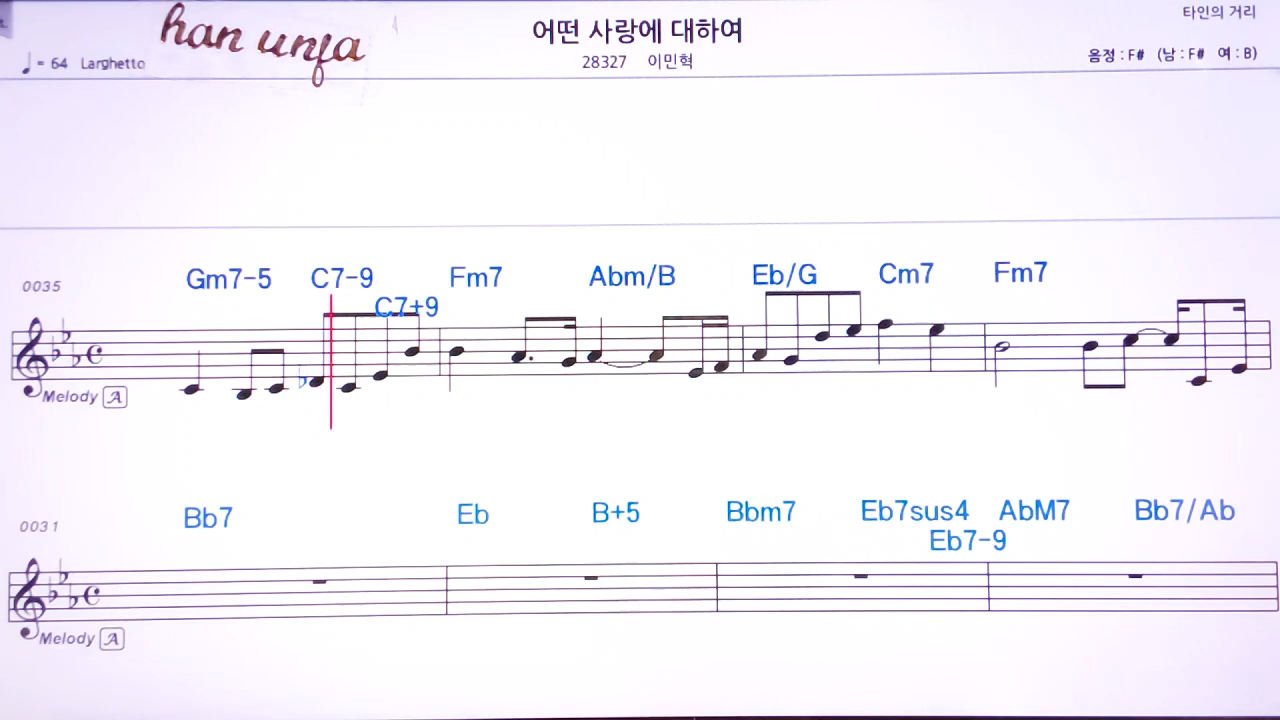 han unfa
어떤 사랑에 대하여
타인의 거리
♩ = 64 Larghetto
28327 이민혁
음정 : F# (남 : F# 여 : B)
0035
Gm7-5 C7-9 Fm7 Abm/B Eb/G Cm7 Fm7
C7+9
Melody A
0031
Bb7 Eb B+5 Bbm7 Eb7sus4 AbM7 Bb7/Ab
Eb7-9
Melody A